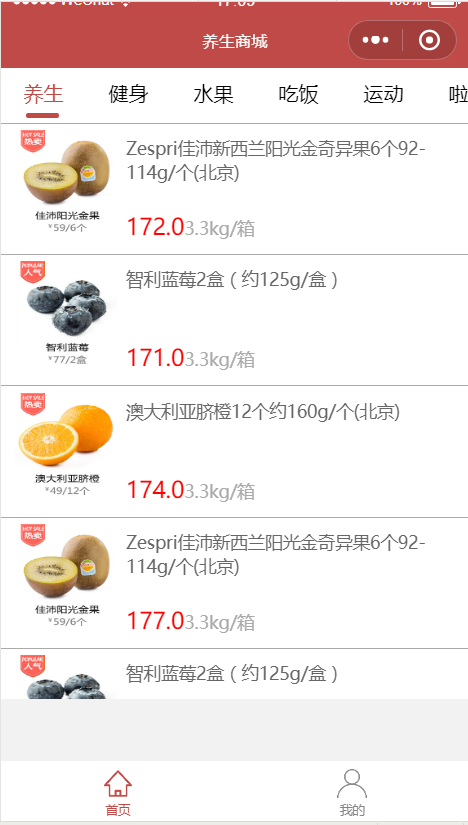 WeChat
17:09
100%
养生商城
养生 健身 水果 吃饭 运动 啦
HOT SALE
热卖
Zespri佳沛新西兰阳光金奇异果6个92-
114g/个(北京)
佳沛阳光金果
¥59/6个
172.03.3kg/箱
POPULAR
人气
智利蓝莓2盒（约125g/盒）
智利蓝莓
¥77/2盒
171.03.3kg/箱
HOT SALE
热卖
澳大利亚脐橙12个约160g/个(北京)
澳大利亚脐橙
¥49/12个
174.03.3kg/箱
HOT SALE
热卖
Zespri佳沛新西兰阳光金奇异果6个92-
114g/个(北京)
佳沛阳光金果
¥59/6个
177.03.3kg/箱
POPULAR
人气
智利蓝莓2盒（约125g/盒）
首页 我的